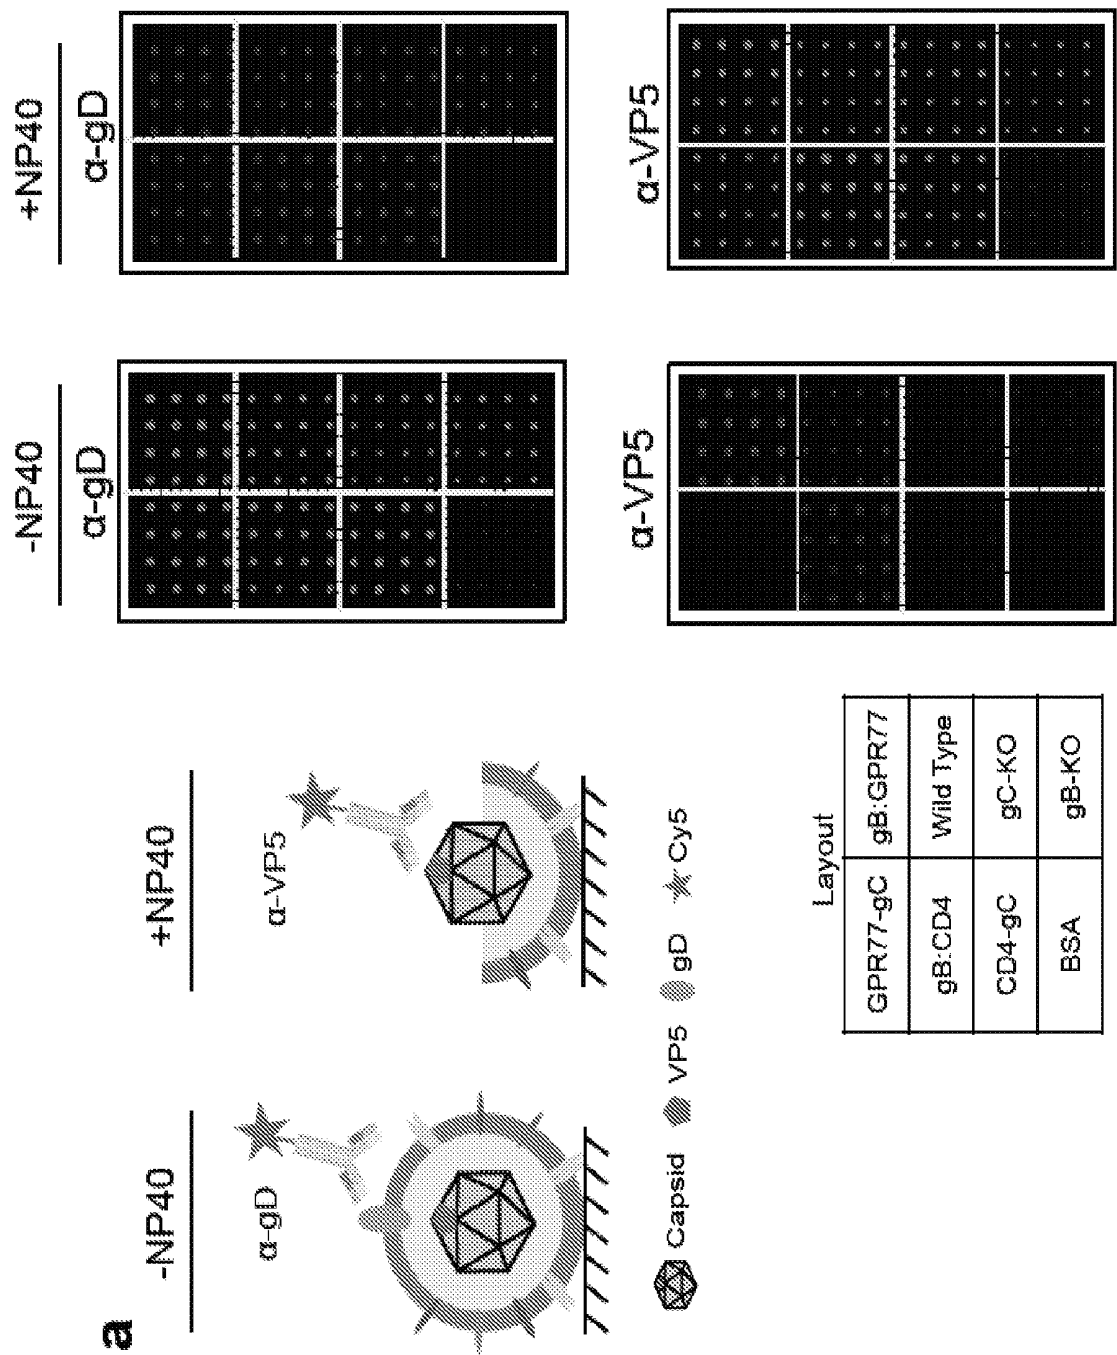 a
-NP40
+NP40
-NP40
+NP40
α-gD
α-VP5
α-gD
α-gD
Capsid
VP5
gD
Cy5
α-VP5
α-VP5
Layout
GPR77-gC
gB:GPR77
gB:CD4
Wild Type
CD4-gC
gC-KO
BSA
gB-KO